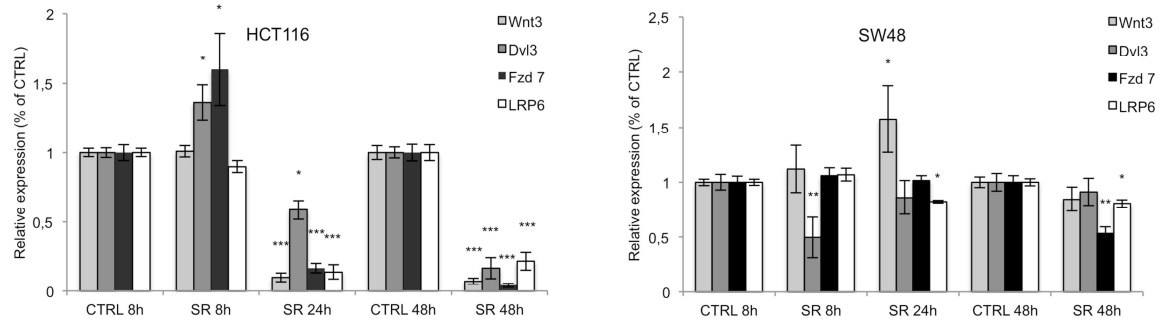 HCT116
Relative expression (% of CTRL)
2
1,5
1
0,5
0
*
*
***
*
***
***
***
***
***
***
CTRL 8h
SR 8h
SR 24h
CTRL 48h
SR 48h
Wnt3
Dvl3
Fzd 7
LRP6
SW48
Relative expression (% of CTRL)
2,5
2
1,5
1
0,5
0
**
*
*
**
*
CTRL 8h
SR 8h
SR 24h
CTRL 48h
SR 48h
Wnt3
Dvl3
Fzd 7
LRP6